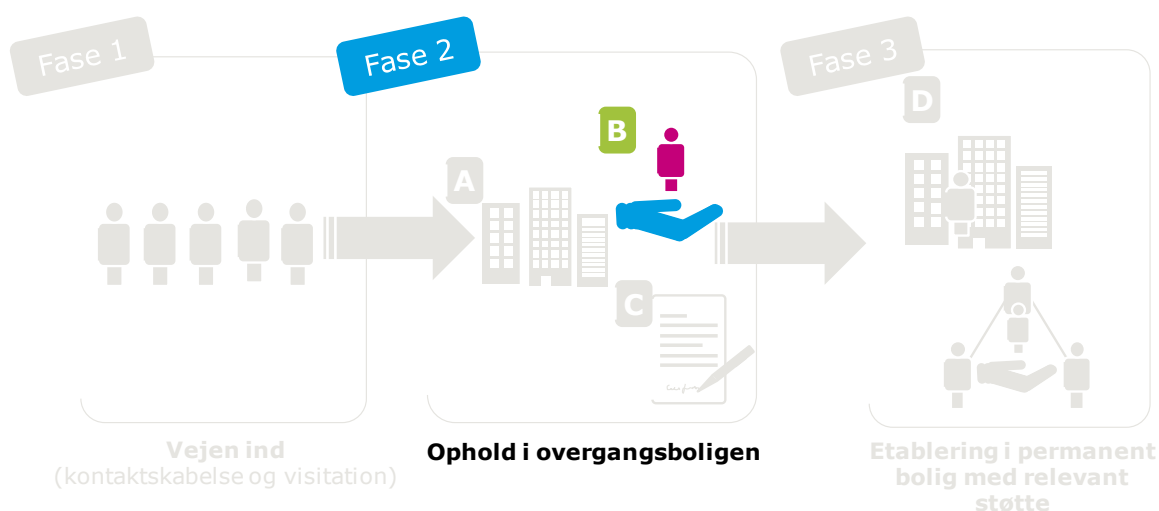 Fase 1
Fase 2
Fase 3
A
B
C
D
Vejen ind
(kontaktskabelse og visitation)
Ophold i overgangsboligen
Etablering i permanent
bolig med relevant
støtte